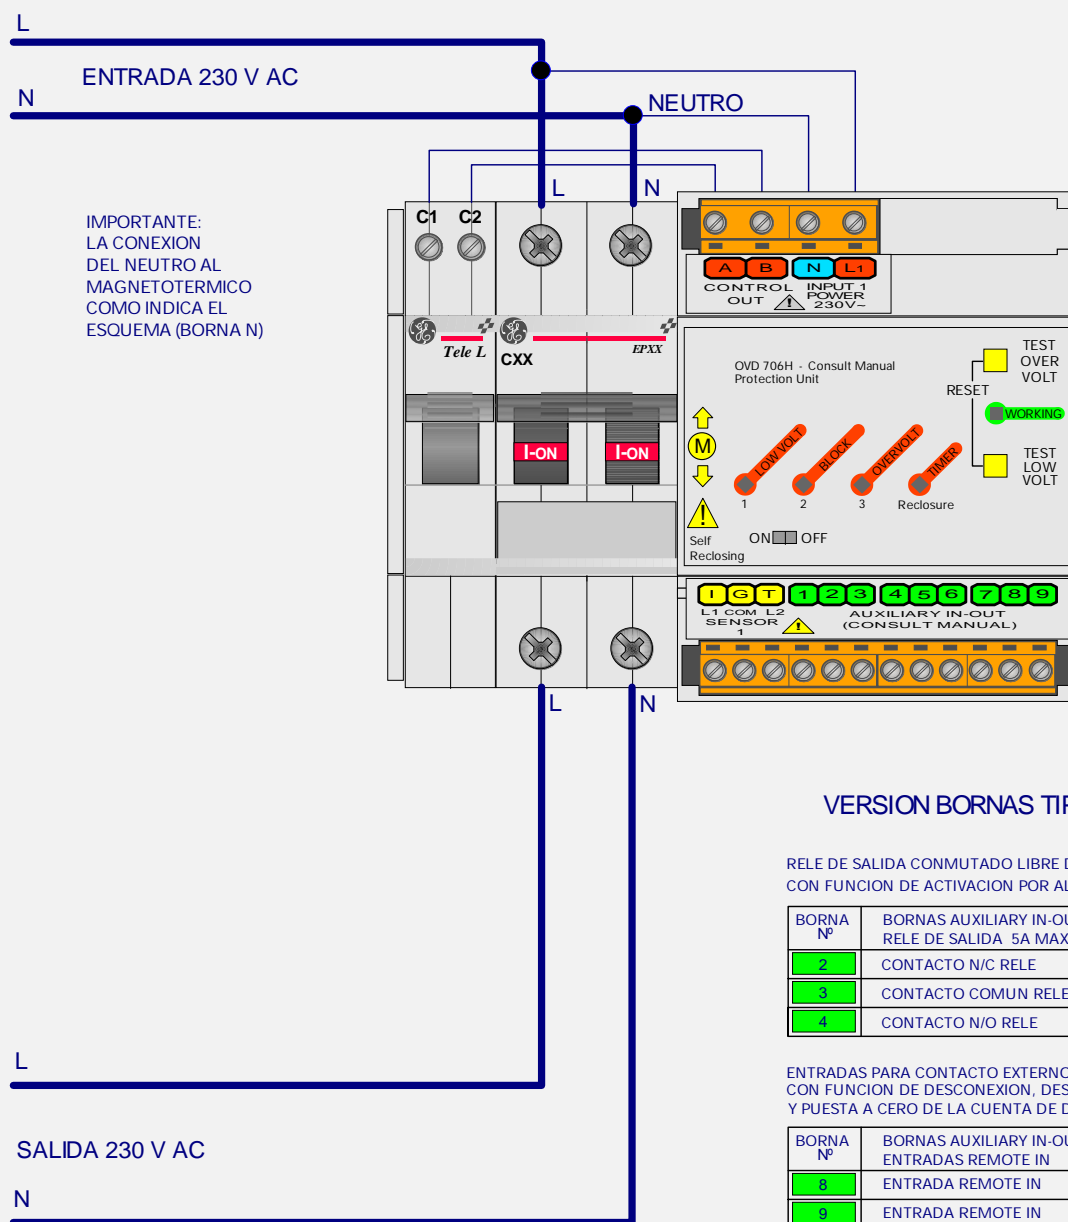 L
ENTRADA 230 V AC
N
NEUTRO
L
N
IMPORTANTE:
LA CONEXION
DEL NEUTRO AL
MAGNETOTERMICO
COMO INDICA EL
ESQUEMA (BORNA N)
C1 C2
A B N L1
CONTROL
OUT
INPUT 1
POWER
230V~
Tele L
CXX
EPXX
OVD 706H - Consult Manual
Protection Unit
TEST
OVER
VOLT
RESET
WORKING
M
LOW VOLT
BLOCK
OVERVOLT
TIMER
TEST
LOW
VOLT
I-ON
I-ON
1
2
3
Reclosure
Self
Reclosing
ON OFF
I G T 1 2 3 4 5 6 7 8 9
L1 COM L2
SENSOR
1
AUXILIARY IN-OUT
(CONSULT MANUAL)
L
N
VERSION BORNAS TIP
RELE DE SALIDA CONMUTADO LIBRE D
CON FUNCION DE ACTIVACION POR AL
BORNA
Nº
BORNAS AUXILIARY IN-OU
RELE DE SALIDA 5A MAX
2 CONTACTO N/C RELE
3 CONTACTO COMUN RELE
4 CONTACTO N/O RELE
L
ENTRADAS PARA CONTACTO EXTERNO
CON FUNCION DE DESCONEXION, DES
Y PUESTA A CERO DE LA CUENTA DE D
SALIDA 230 V AC
BORNA
Nº
BORNAS AUXILIARY IN-OU
ENTRADAS REMOTE IN
8 ENTRADA REMOTE IN
N
9 ENTRADA REMOTE IN